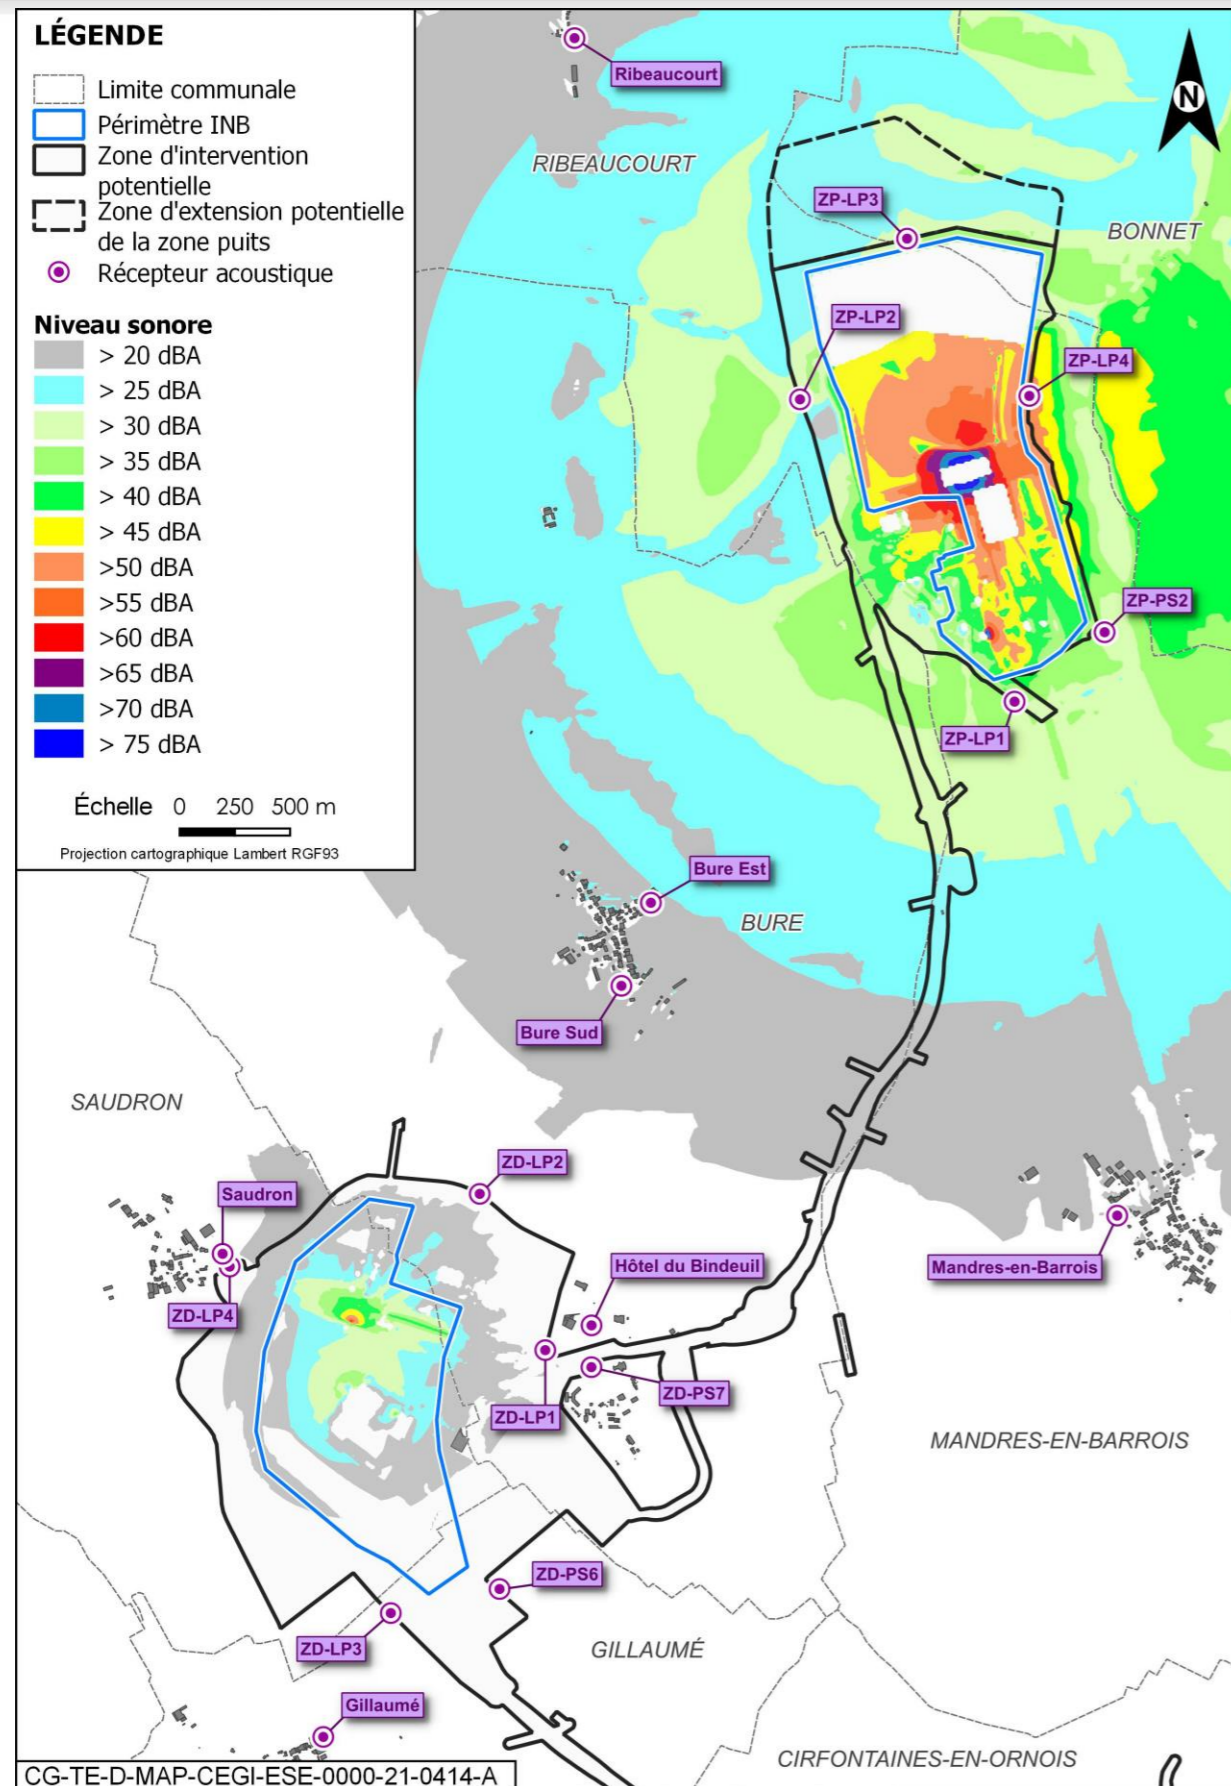 LÉGENDE
Limite communale
Périmètre INB
Zone d'intervention
potentielle
Zone d'extension potentielle
de la zone puits
Récepteur acoustique
Niveau sonore
> 20 dBA
> 25 dBA
> 30 dBA
> 35 dBA
> 40 dBA
> 45 dBA
>50 dBA
>55 dBA
>60 dBA
>65 dBA
>70 dBA
> 75 dBA
Échelle 0 250 500 m
Projection cartographique Lambert RGF93
N
Ribeaucourt
RIBEAUCOURT
ZP-LP3
BONNET
ZP-LP2
ZP-LP4
ZP-PS2
ZP-LP1
Bure Est
BURE
Bure Sud
SAUDRON
ZD-LP2
Saudron
Hôtel du Bindeuil
Mandres-en-Barrois
ZD-LP4
ZD-PS7
ZD-LP1
MANDRES-EN-BARROIS
ZD-PS6
ZD-LP3
GILLAUMÉ
Gillaumé
CIRFONTAINES-EN-ORNOIS
CG-TE-D-MAP-CEGI-ESE-0000-21-0414-A